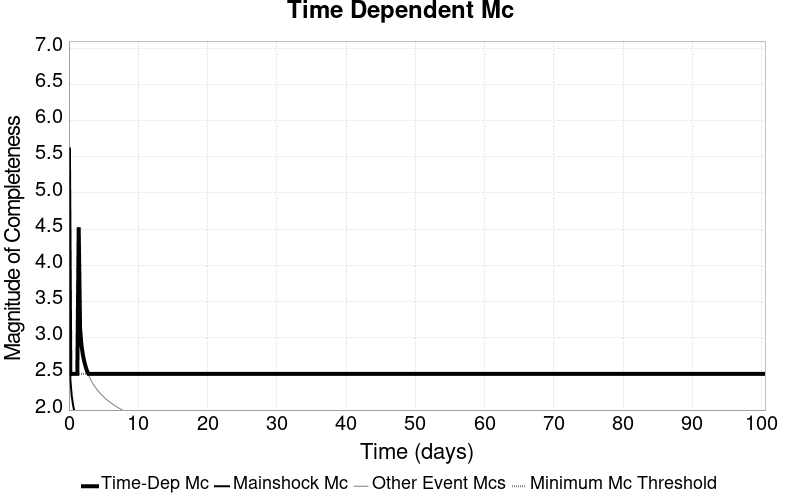 Time Dependent Mc
Magnitude of Completeness
7.0
6.5
6.0
5.5
5.0
4.5
4.0
3.5
3.0
2.5
2.0
0 10 20 30 40 50 60 70 80 90 100
Time (days)
Time-Dep Mc Mainshock Mc Other Event Mcs Minimum Mc Threshold